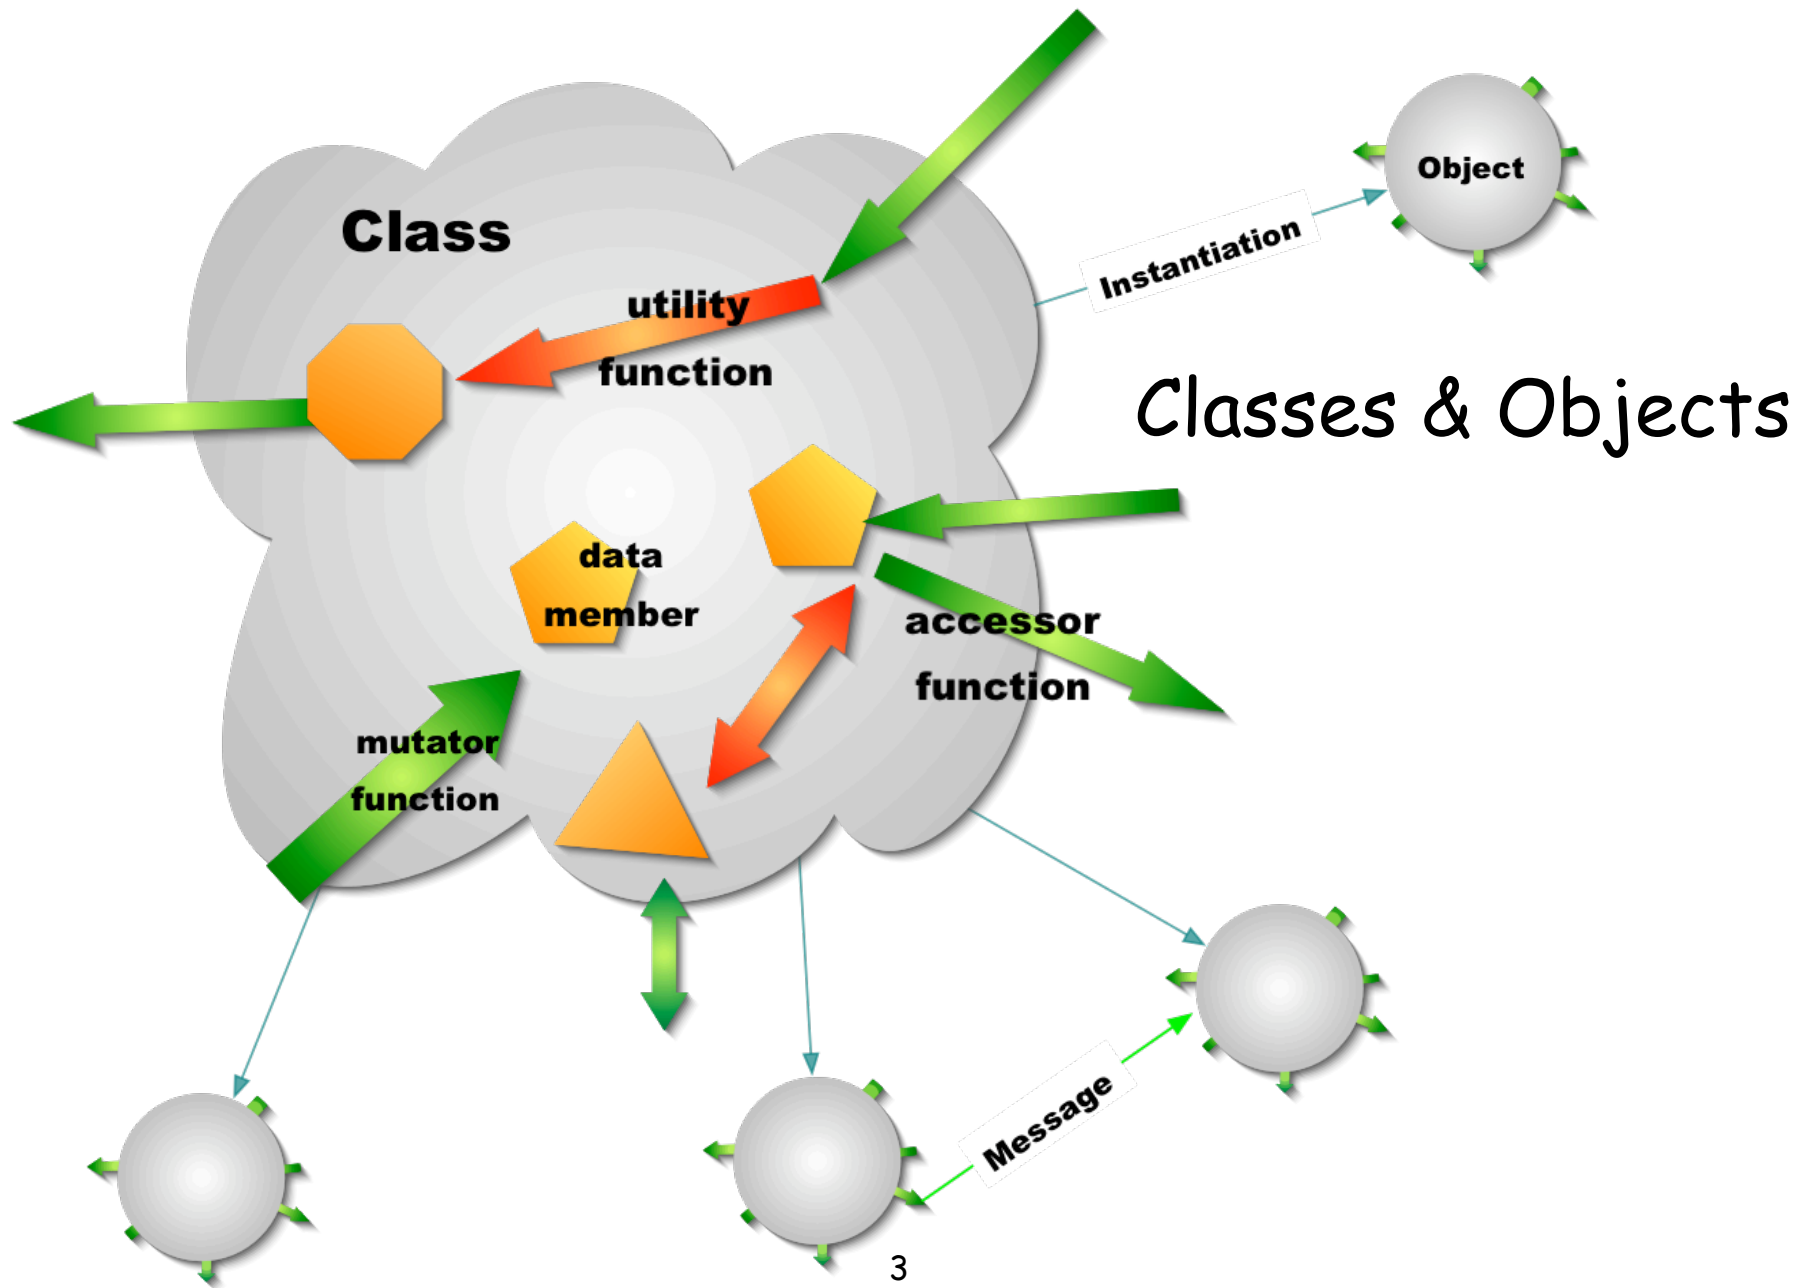 Class
Object
Instantiation
utility
function
Classes & Objects
data
member
accessor
function
mutator
function
Message
3